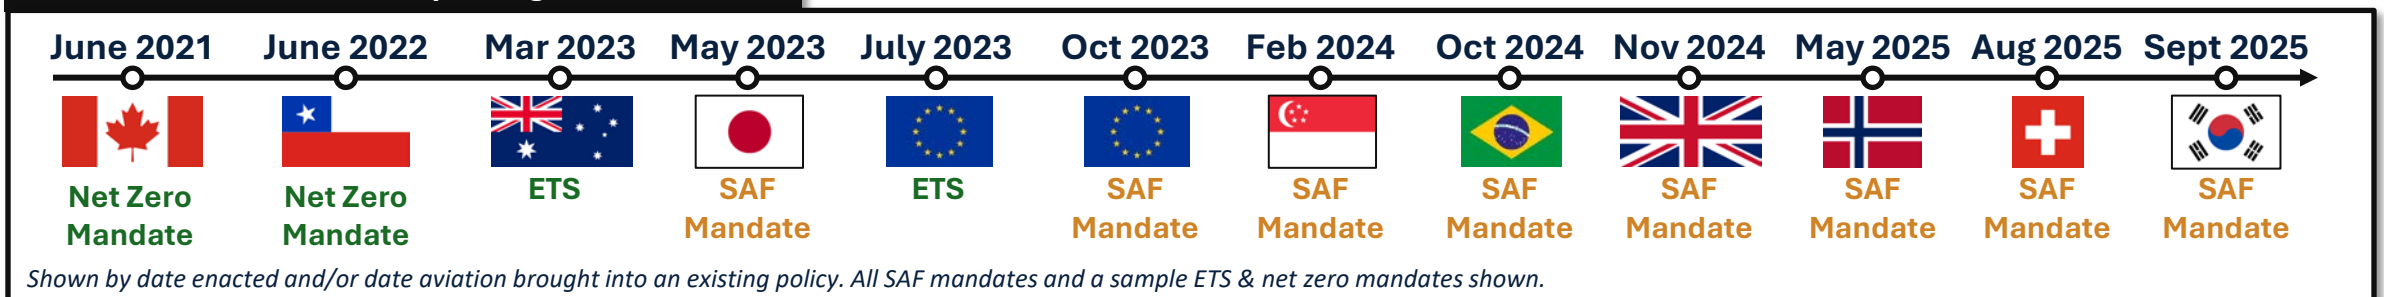 June 2021 June 2022 Mar 2023 May 2023 July 2023 Oct 2023 Feb 2024 Oct 2024 Nov 2024 May 2025 Aug 2025 Sept 2025
Net Zero Mandate
Net Zero Mandate
ETS
SAF Mandate
ETS
SAF Mandate
SAF Mandate
SAF Mandate
SAF Mandate
SAF Mandate
SAF Mandate
SAF Mandate
Shown by date enacted and/or date aviation brought into an existing policy. All SAF mandates and a sample ETS & net zero mandates shown.